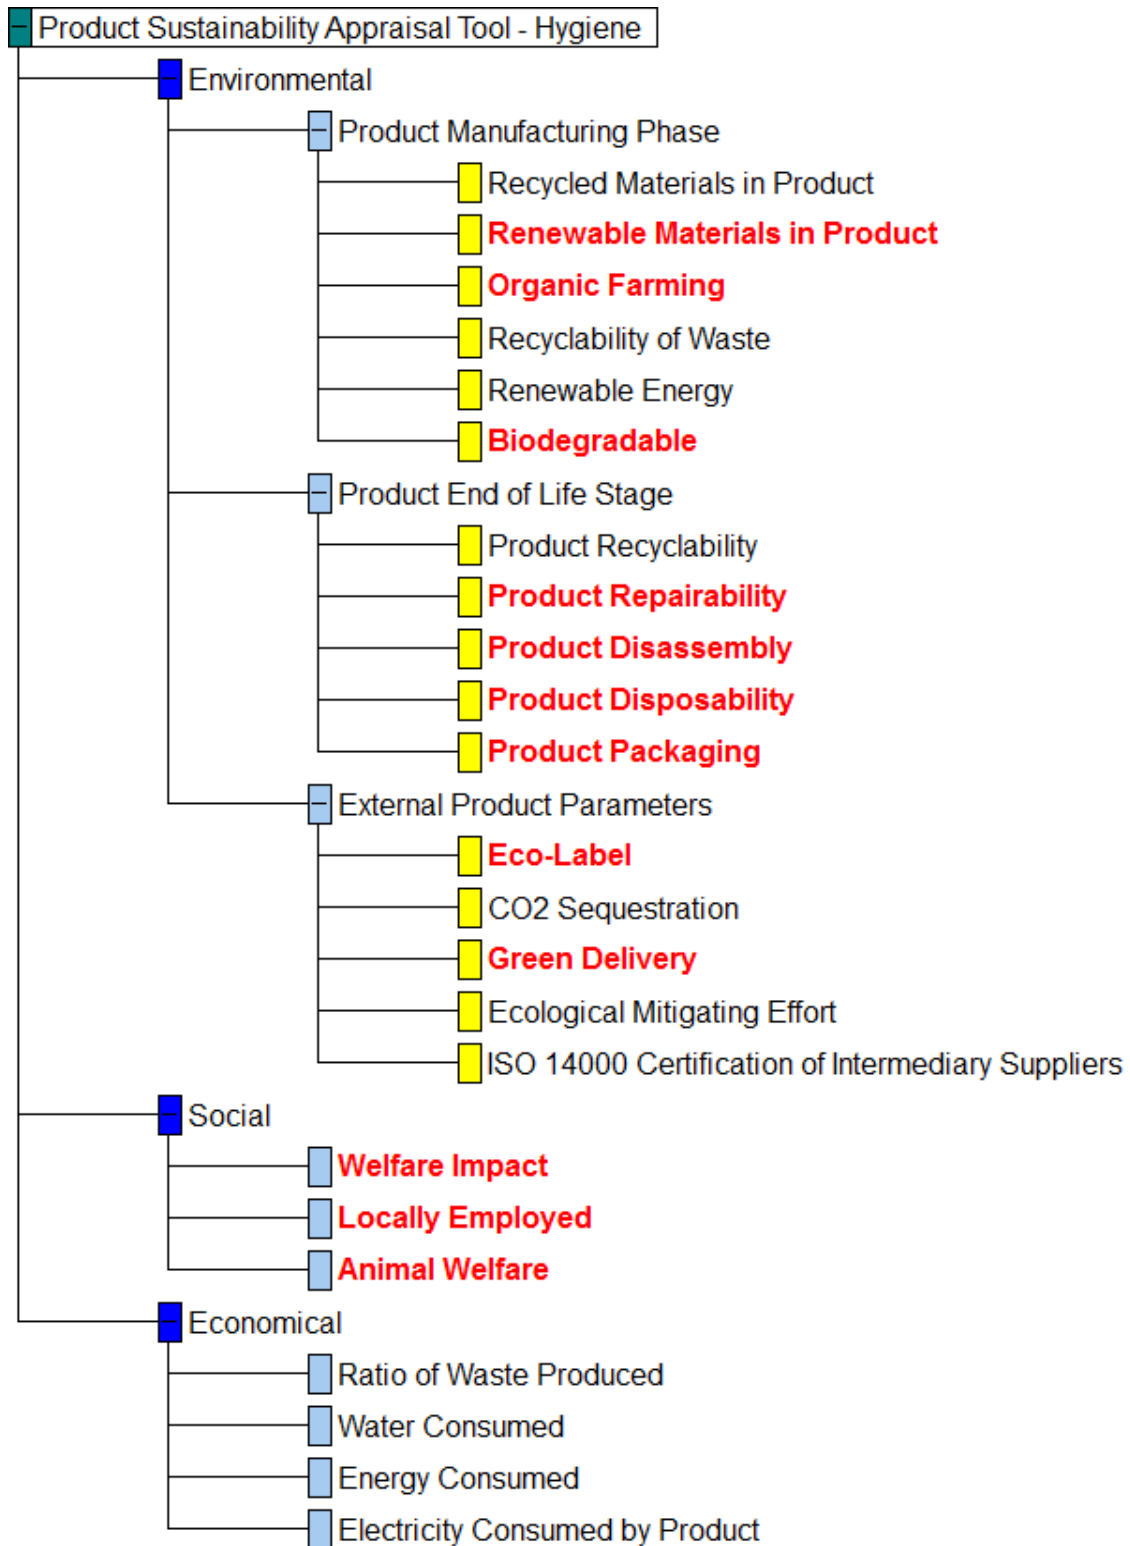 Product Sustainability Appraisal Tool - Hygiene
Environmental
Product Manufacturing Phase
Recycled Materials in Product
Renewable Materials in Product
Organic Farming
Recyclability of Waste
Renewable Energy
Biodegradable
Product End of Life Stage
Product Recyclability
Product Repairability
Product Disassembly
Product Disposability
Product Packaging
External Product Parameters
Eco-Label
CO2 Sequestration
Green Delivery
Ecological Mitigating Effort
ISO 14000 Certification of Intermediary Suppliers
Social
Welfare Impact
Locally Employed
Animal Welfare
Economical
Ratio of Waste Produced
Water Consumed
Energy Consumed
Electricity Consumed by Product